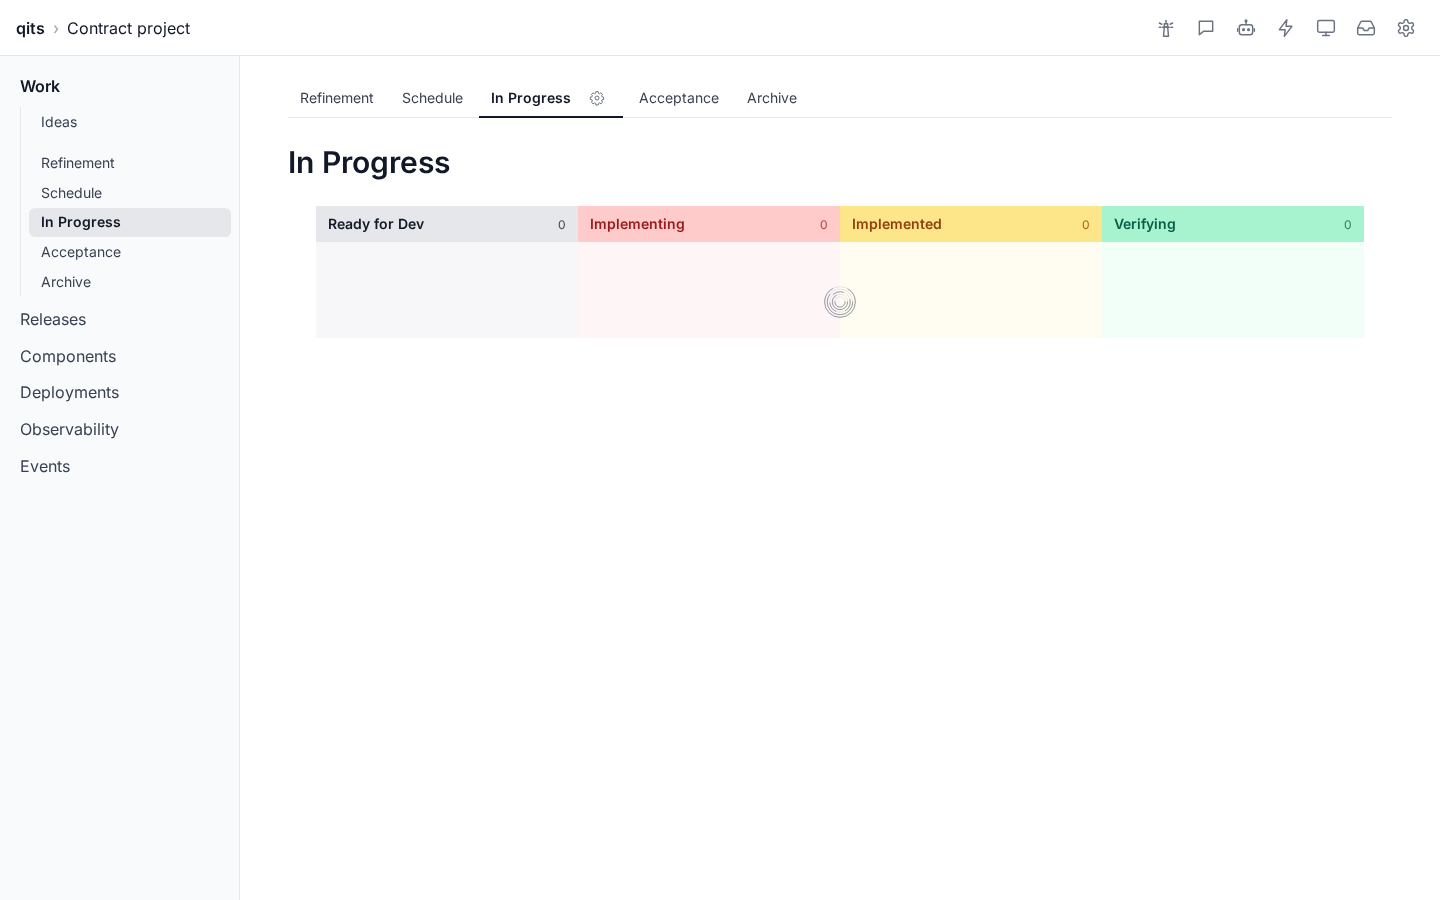 qits › Contract project
Work
Ideas
Refinement
Schedule
In Progress
Acceptance
Archive
Releases
Components
Deployments
Observability
Events
Refinement Schedule In Progress Acceptance Archive
In Progress
Ready for Dev 0 Implementing 0 Implemented 0 Verifying 0